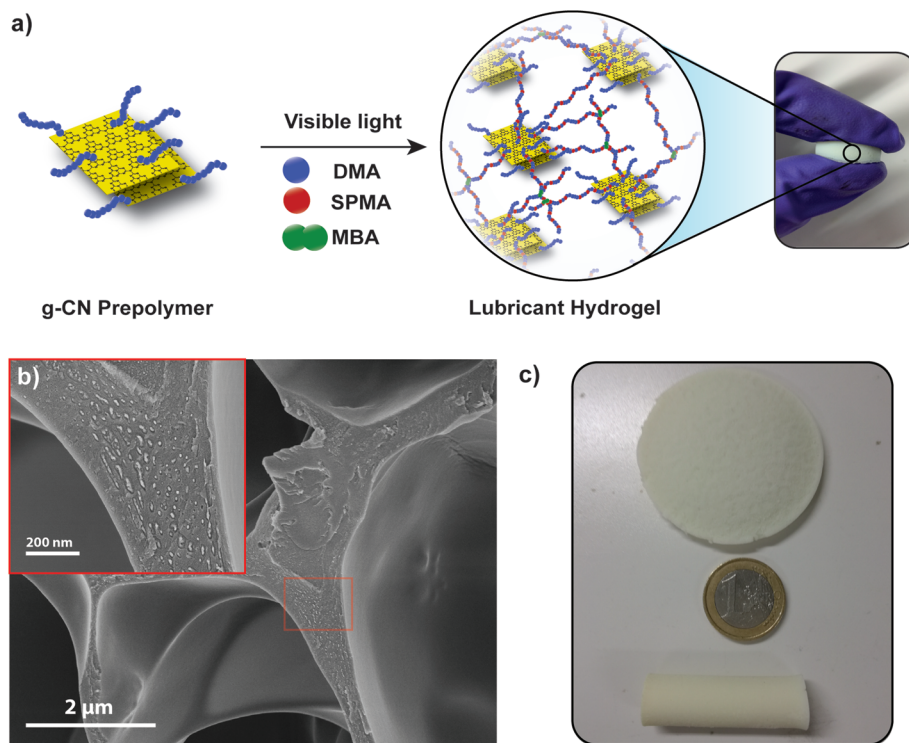 a)
Visible light
DMA
SPMA
MBA
g-CN Prepolymer
Lubricant Hydrogel
b)
200 nm
2 µm
c)
1